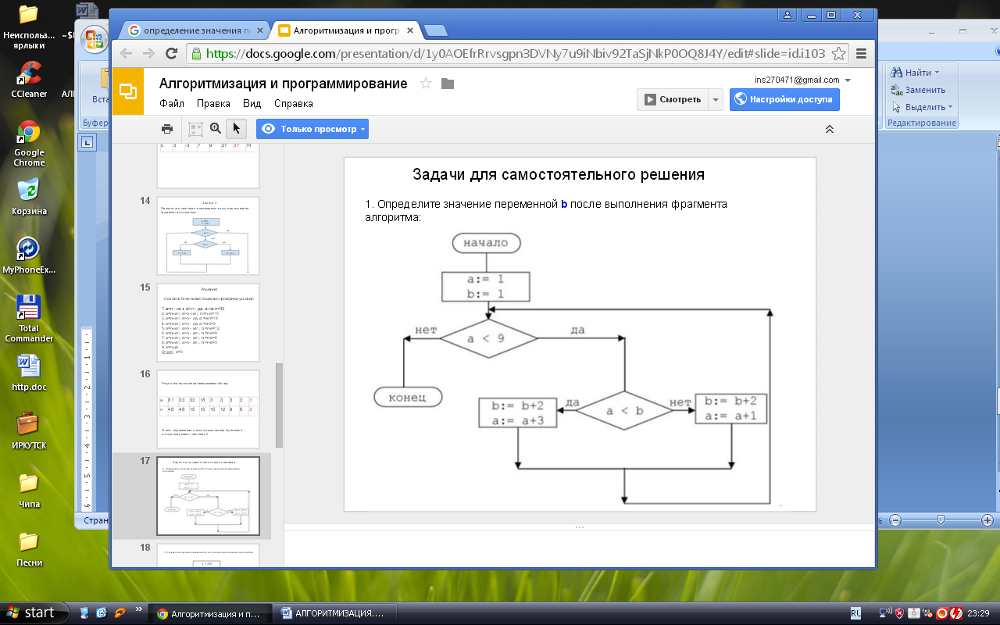 Неиспольз...
ярлыки
CCleaner
Google
Chrome
Корзина
MyPhoneEx...
Total
Commander
http.doc
ИРКУТСК
Чипа
Песни
определение значения п
Алгоритмизация и прогр
https://docs.google.com/presentation/d/1y0AOEfrRrvsgpn3DVNy7u9iNbiv92TaSjNkP0OQ8J4Y/edit#slide=id.i103
Алгоритмизация и программирование
ins270471@gmail.com
Файл Правка Вид Справка
Смотреть
Настройки доступа
Только просмотр
Найти
Заменить
Выделить
Редактирование
Вста
Буфер
14
Задача 2
15
Решение
16
17
18
Задачи для самостоятельного решения
1. Определите значение переменной b после выполнения фрагмента
алгоритма:
начало
a:= 1
b:= 1
нет
a < 9
да
конец
b:= b+2
a:= a+3
да
a < b
нет
b:= b+2
a:= a+1
Стран
start
Алгоритмизация и п...
АЛГОРИТМИЗАЦИЯ....
RU
23:29